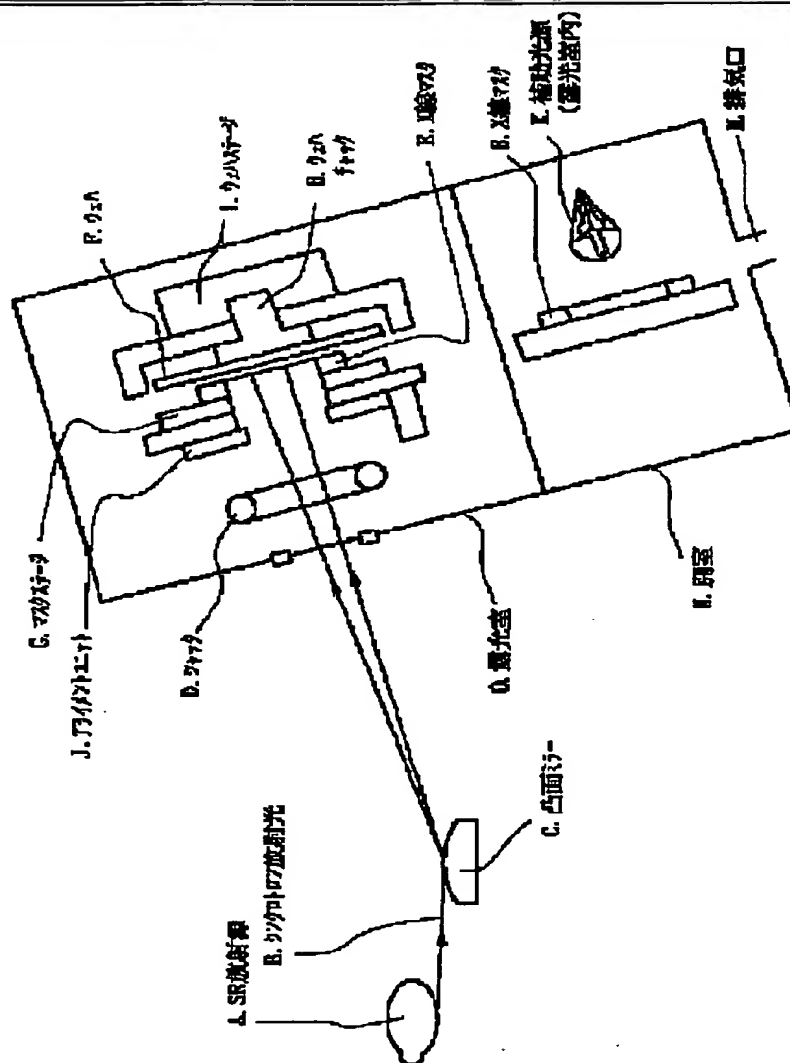 A. SR放射源
B. シンクロトロン放射光
C. 凸面ミラー
D. シャッタ
J. アライメントユニット
G. マスクステージ
F. ウェハ
I. ウェハステージ
H. ウェハ
チャック
E. X線マスク
O. 露光室
N. 別室
E. X線マスク
K. 補助光源
(露光室内)
M. 排気口